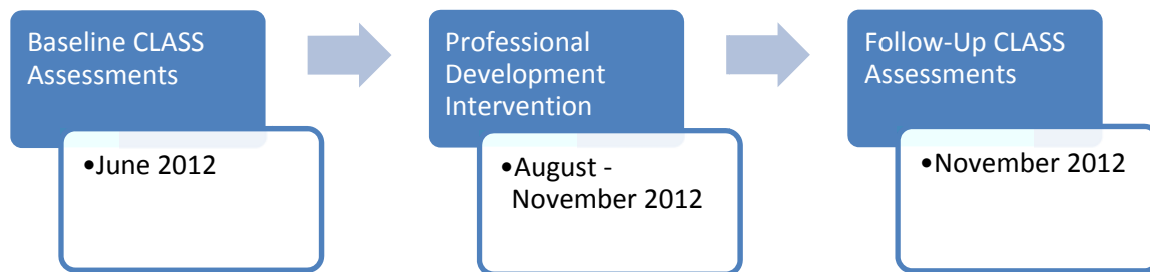 Baseline CLASS
Assessments
•June 2012
Professional
Development
Intervention
•August -
November 2012
Follow-Up CLASS
Assessments
•November 2012